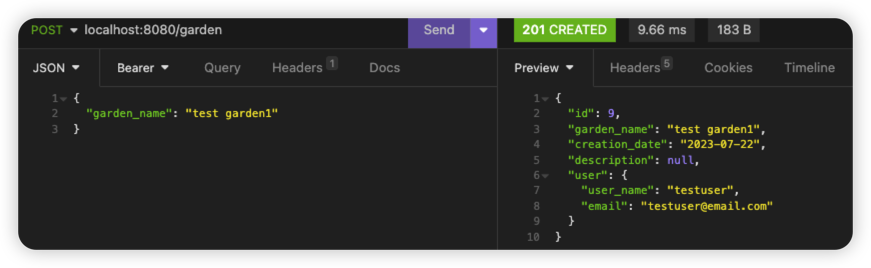 POST localhost:8080/garden Send 201 CREATED 9.66 ms 183 B
JSON Bearer Query Headers 1 Docs
Preview Headers 5 Cookies Timeline
1 {
2 "garden_name": "test garden1"
3 }
1 {
2 "id": 9,
3 "garden_name": "test garden1",
4 "creation_date": "2023-07-22",
5 "description": null,
6 "user": {
7 "user_name": "testuser",
8 "email": "testuser@email.com"
9 }
10 }